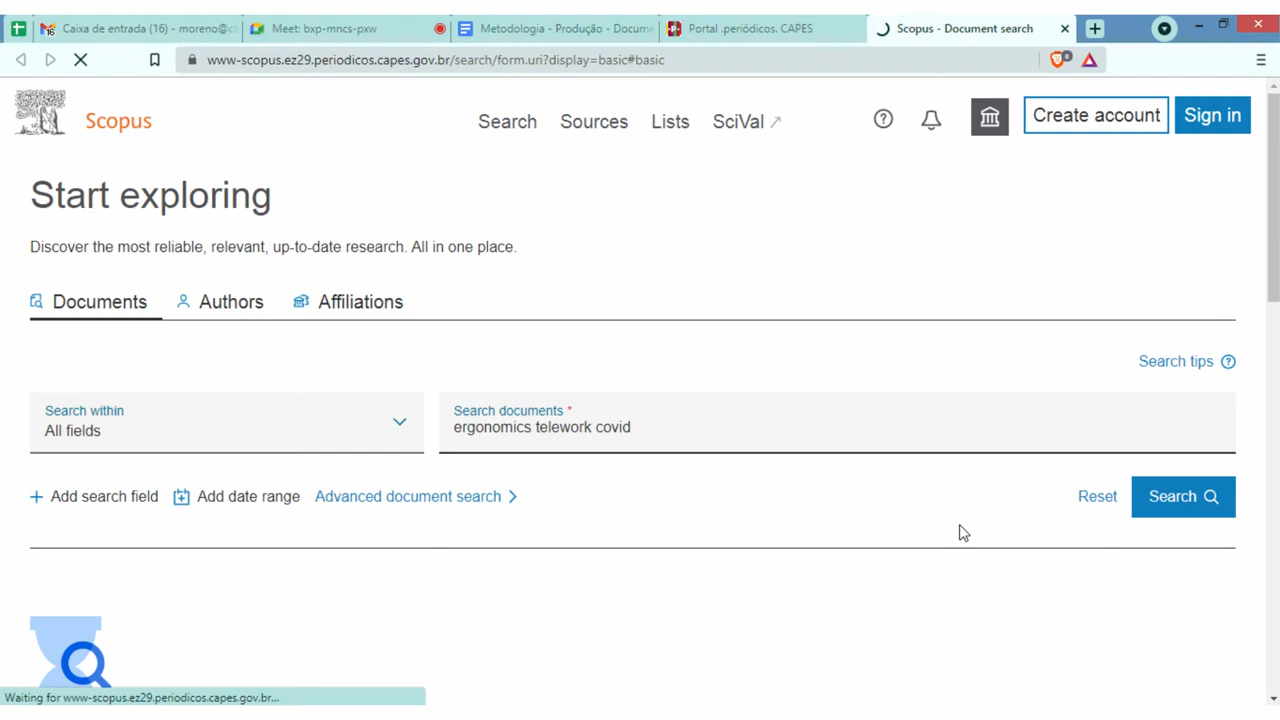 Caixa de entrada (16) - moreno@c
Meet: bxp-mncs-pxw
Metodologia - Produção - Docume
Portal .periódicos. CAPES
Scopus - Document search
www-scopus.ez29.periodicos.capes.gov.br/search/form.uri?display=basic#basic
Scopus
Search
Sources
Lists
SciVal
Create account
Sign in
Start exploring
Discover the most reliable, relevant, up-to-date research. All in one place.
Documents
Authors
Affiliations
Search tips
Search within
All fields
Search documents *
ergonomics telework covid
Add search field
Add date range
Advanced document search
Reset
Search
Waiting for www-scopus.ez29.periodicos.capes.gov.br...